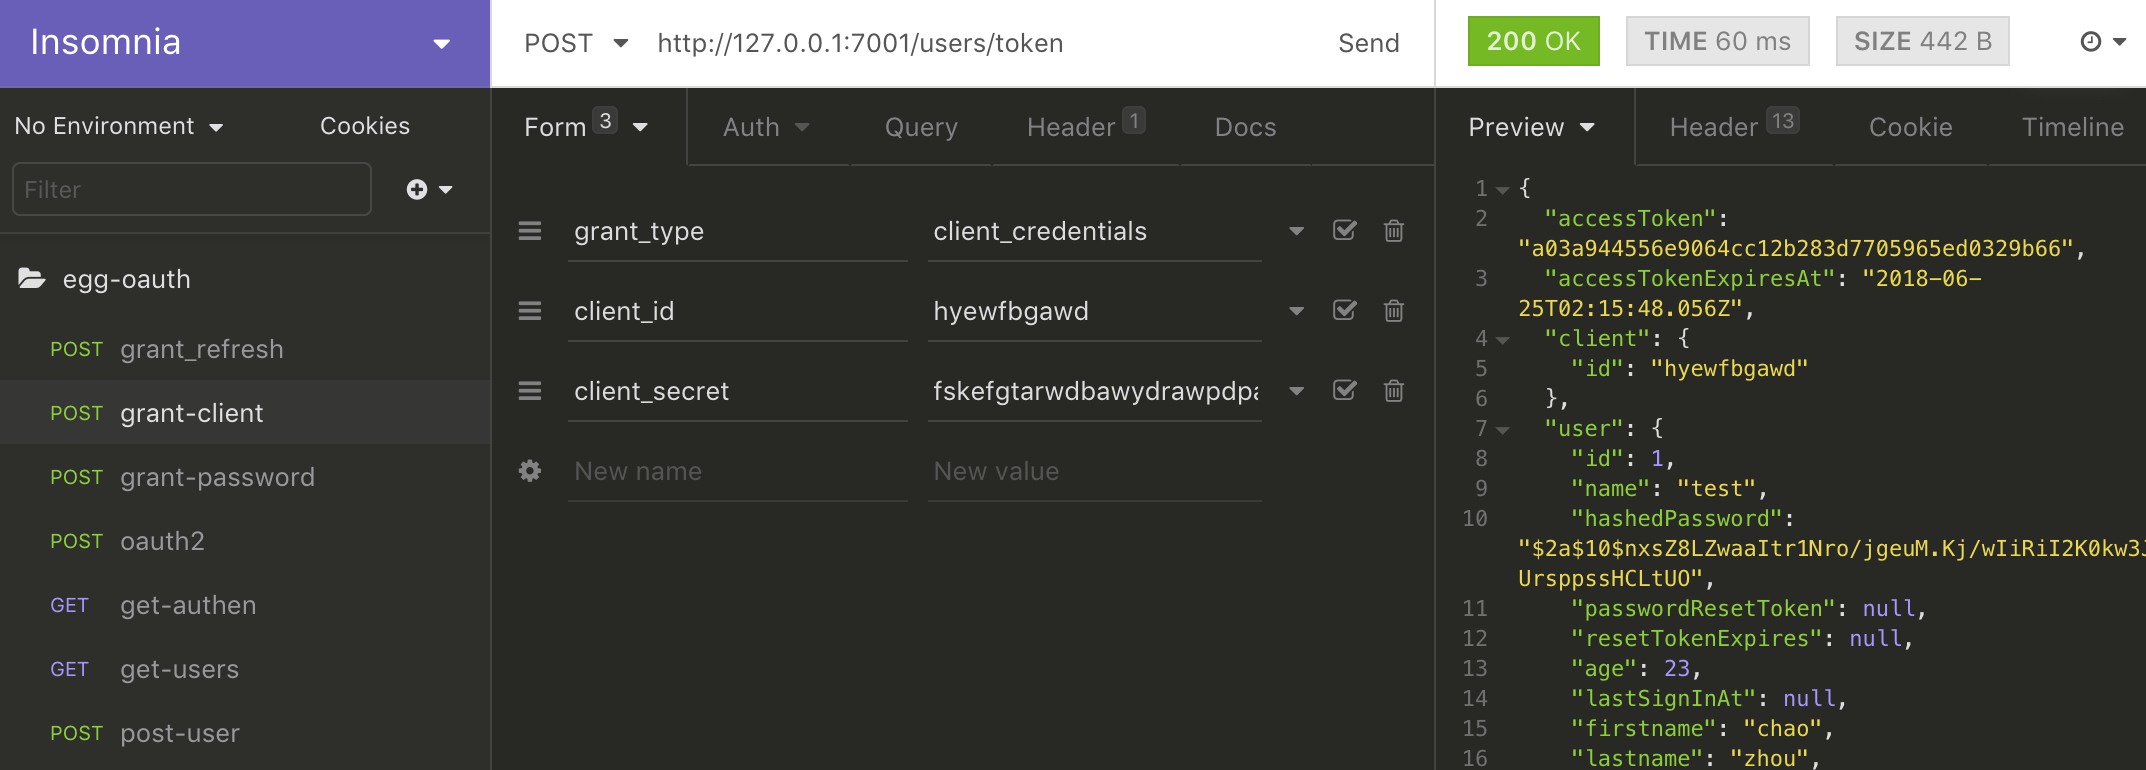 Insomnia
POST http://127.0.0.1:7001/users/token Send
200 OK TIME 60 ms SIZE 442 B
No Environment Cookies
Filter
egg-oauth
POST grant_refresh
POST grant-client
POST grant-password
POST oauth2
GET get-authen
GET get-users
POST post-user
Form 3 Auth Query Header 1 Docs
grant_type client_credentials
client_id hyewfbgawd
client_secret fskefgtarwdbawydrawpdpa
New name New value
Preview Header 13 Cookie Timeline
1 {
2 "accessToken":
"a03a944556e9064cc12b283d7705965ed0329b66",
3 "accessTokenExpiresAt": "2018-06-
25T02:15:48.056Z",
4 "client": {
5 "id": "hyewfbgawd"
6 },
7 "user": {
8 "id": 1,
9 "name": "test",
10 "hashedPassword":
"$2a$10$nxsZ8LZwaaItr1Nro/jgeuM.Kj/wIiRiI2K0kw3J
UrsppssHCLtUO",
11 "passwordResetToken": null,
12 "resetTokenExpires": null,
13 "age": 23,
14 "lastSignInAt": null,
15 "firstname": "chao",
16 "lastname": "zhou",